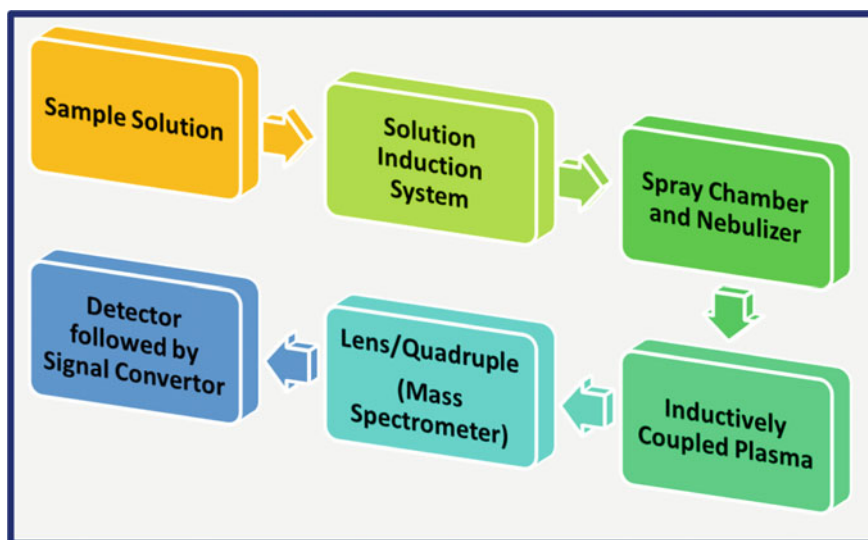 Sample Solution
Solution
Induction
System
Spray Chamber
and Nebulizer
Inductively
Coupled Plasma
Lens/Quadruple
(Mass
Spectrometer)
Detector
followed by
Signal Convertor